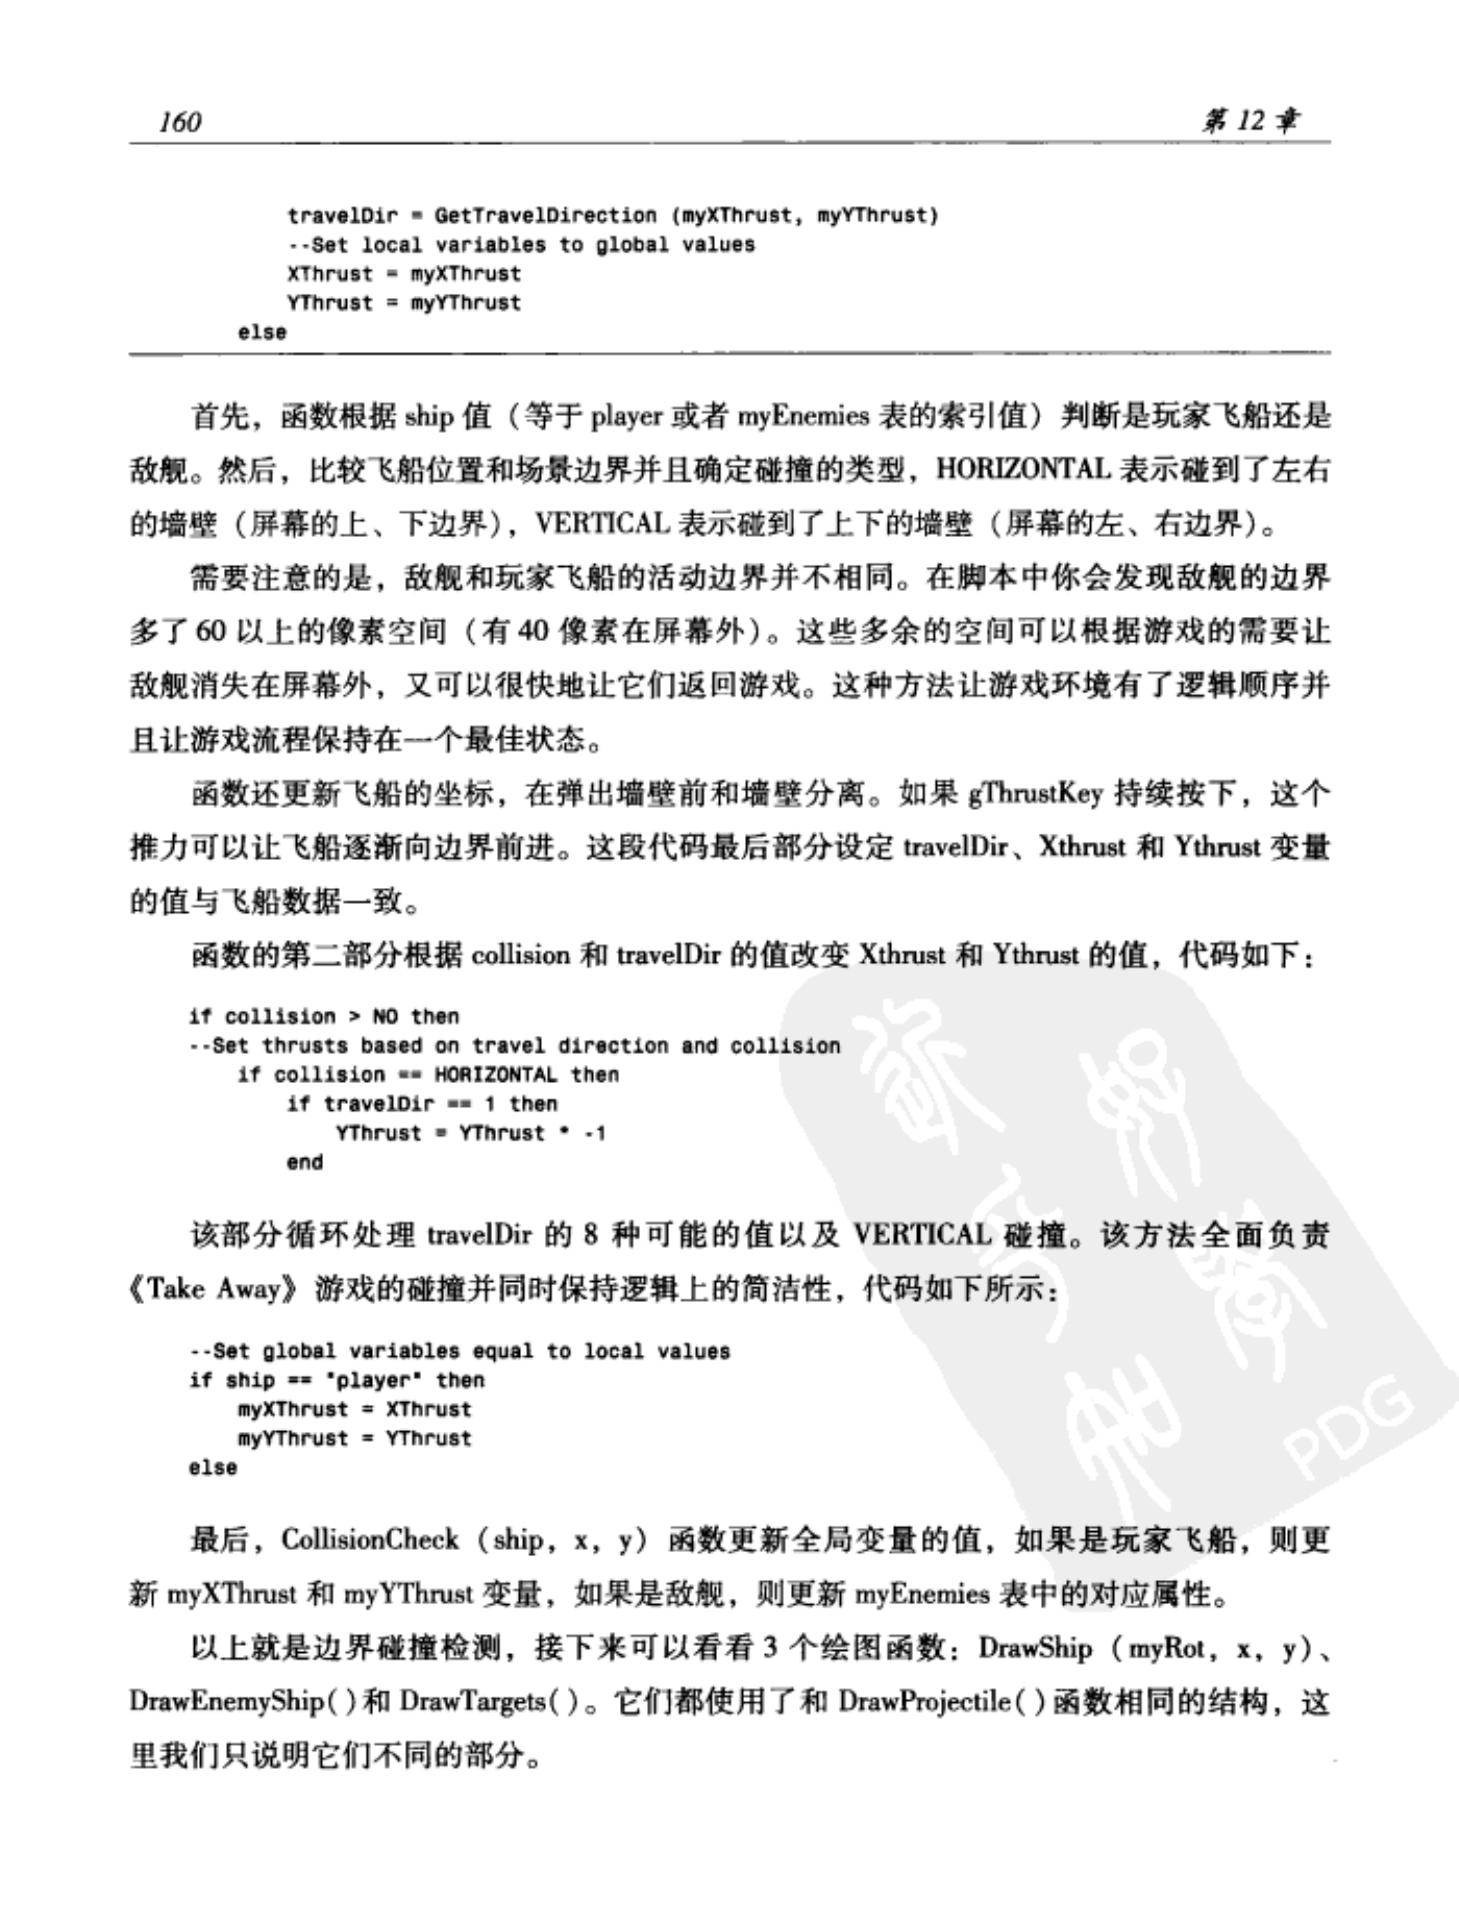 160
第 12 章
travelDir = GetTravelDirection (myXThrust, myYThrust)
--Set local variables to global values
XThrust = myXThrust
YThrust = myYThrust
else
首先，函数根据 ship 值（等于 player 或者 myEnemies 表的索引值）判断是玩家飞船还是
敌舰。然后，比较飞船位置和场景边界并且确定碰撞的类型，HORIZONTAL 表示碰到了左右
的墙壁（屏幕的上、下边界），VERTICAL 表示碰到了上下的墙壁（屏幕的左、右边界）。
需要注意的是，敌舰和玩家飞船的活动边界并不相同。在脚本中你会发现敌舰的边界
多了 60 以上的像素空间（有 40 像素在屏幕外）。这些多余的空间可以根据游戏的需要让
敌舰消失在屏幕外，又可以很快地让它们返回游戏。这种方法让游戏环境有了逻辑顺序并
且让游戏流程保持在一个最佳状态。
函数还更新飞船的坐标，在弹出墙壁前和墙壁分离。如果 gThrustKey 持续按下，这个
推力可以让飞船逐渐向边界前进。这段代码最后部分设定 travelDir、Xthrust 和 Ythrust 变量
的值与飞船数据一致。
函数的第二部分根据 collision 和 travelDir 的值改变 Xthrust 和 Ythrust 的值，代码如下：
if collision > NO then
--Set thrusts based on travel direction and collision
if collision == HORIZONTAL then
if travelDir == 1 then
YThrust = YThrust * -1
end
该部分循环处理 travelDir 的 8 种可能的值以及 VERTICAL 碰撞。该方法全面负责
《Take Away》游戏的碰撞并同时保持逻辑上的简洁性，代码如下所示：
--Set global variables equal to local values
if ship == "player" then
myXThrust = XThrust
myYThrust = YThrust
else
最后，CollisionCheck（ship，x，y）函数更新全局变量的值，如果是玩家飞船，则更
新 myXThrust 和 myYThrust 变量，如果是敌舰，则更新 myEnemies 表中的对应属性。
以上就是边界碰撞检测，接下来可以看看 3 个绘图函数：DrawShip（myRot，x，y）、
DrawEnemyShip( )和 DrawTargets( )。它们都使用了和 DrawProjectile( )函数相同的结构，这
里我们只说明它们不同的部分。
PDG